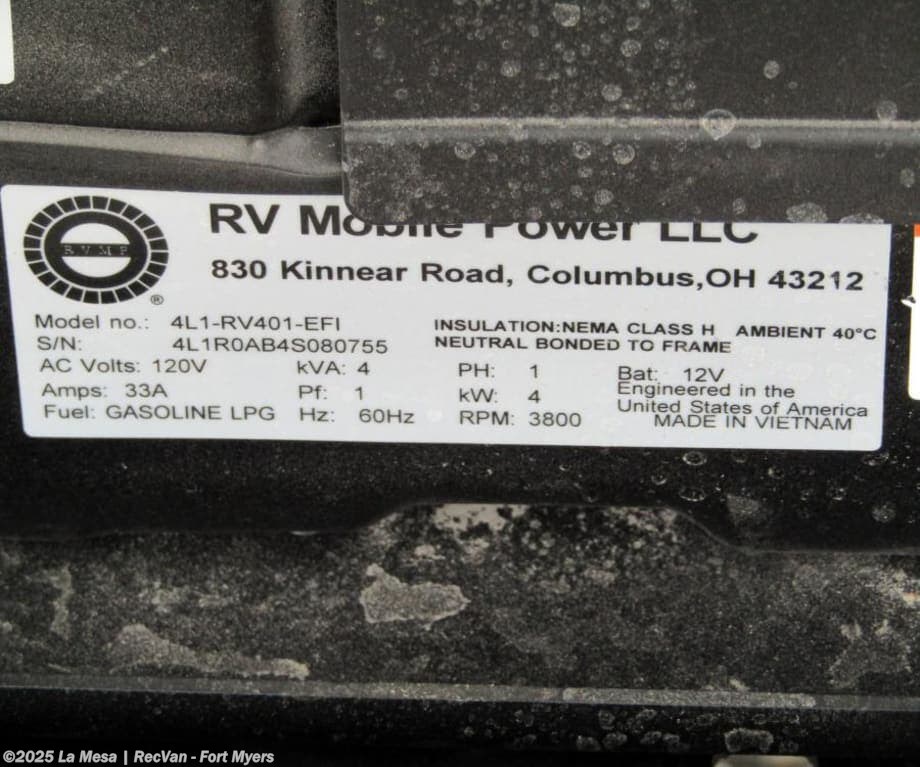 RV Mobile Power LLC
830 Kinnear Road, Columbus,OH 43212
RVMP
®
Model no.: 4L1-RV401-EFI
S/N: 4L1R0AB4S080755
INSULATION:NEMA CLASS H AMBIENT 40°C
NEUTRAL BONDED TO FRAME
AC Volts: 120V kVA: 4 PH: 1 Bat: 12V
Amps: 33A Pf: 1 kW: 4 Engineered in the
United States of America
Fuel: GASOLINE LPG Hz: 60Hz RPM: 3800 MADE IN VIETNAM
©2025 La Mesa | RecVan - Fort Myers